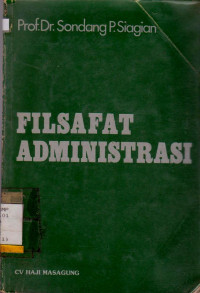 Prof.Dr. Sondang P. Siagian
FILSAFAT
ADMINISTRASI
CV HAJI MASAGUNG